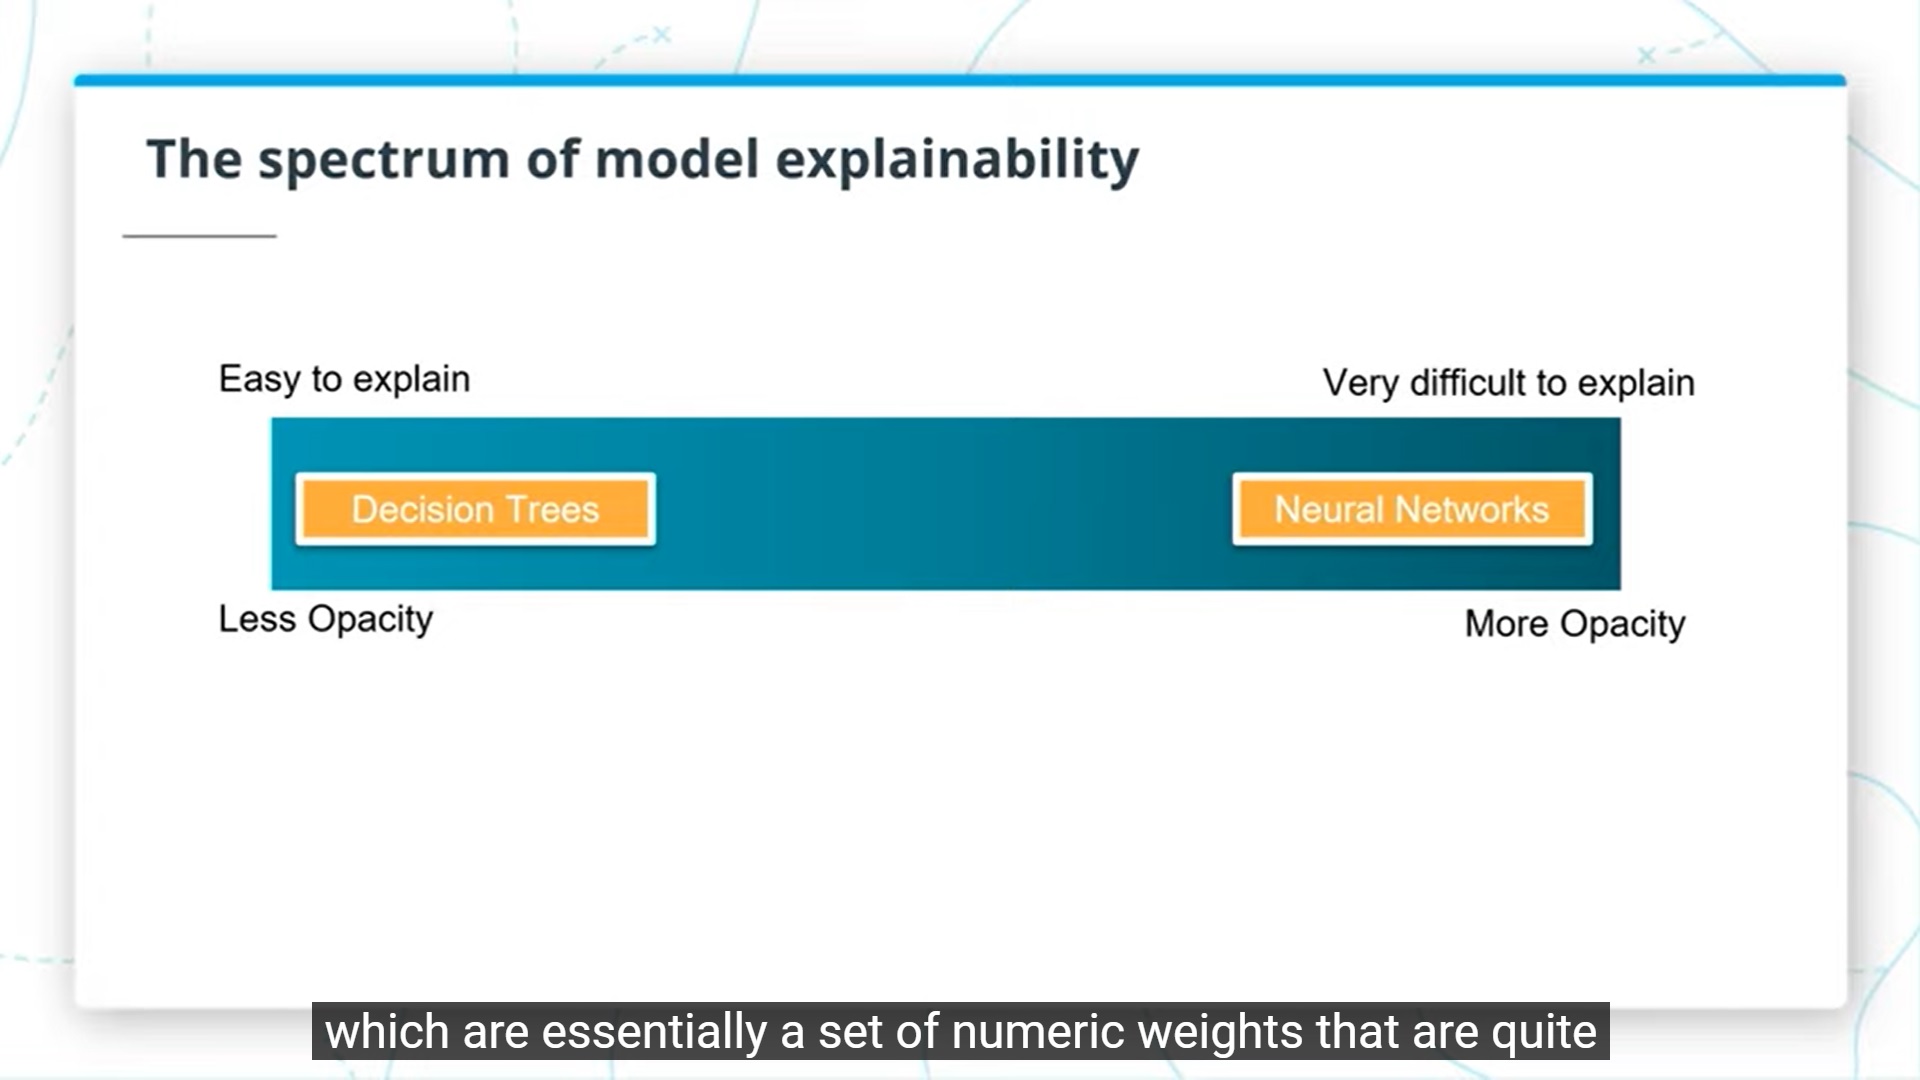 The spectrum of model explainability
Easy to explain
Very difficult to explain
Decision Trees
Neural Networks
Less Opacity
More Opacity
which are essentially a set of numeric weights that are quite